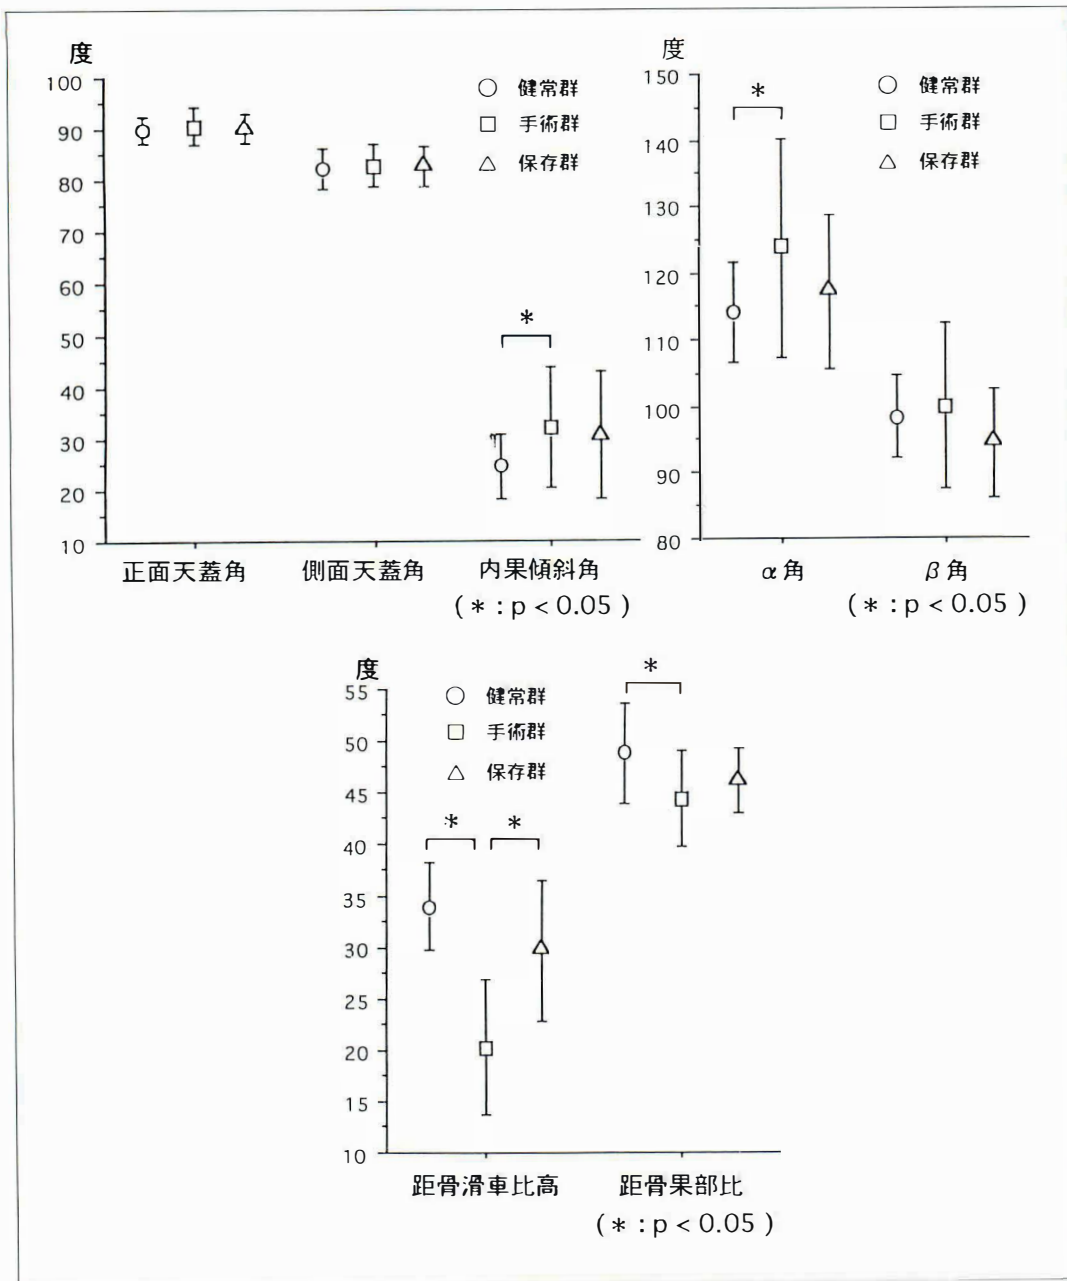 度
100
90
80
70
60
50
40
30
20
10
○ 健常群
□ 手術群
△ 保存群
*
正面天蓋角 側面天蓋角 内果傾斜角
(*:p<0.05)
度
150
140
130
120
110
100
90
80
○ 健常群
□ 手術群
△ 保存群
*
α角 β角
(*:p<0.05)
度
55
50
45
40
35
30
25
20
15
10
○ 健常群
□ 手術群
△ 保存群
* * *
距骨滑車比高 距骨果部比
(*:p<0.05)